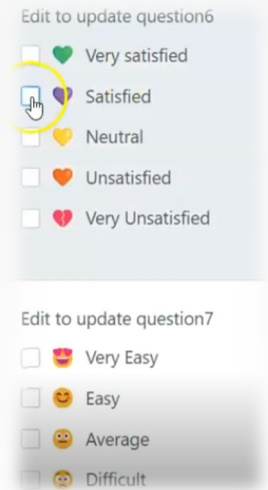 Edit to update question6
Very satisfied
Satisfied
Neutral
Unsatisfied
Very Unsatisfied
Edit to update question7
Very Easy
Easy
Average
Difficult